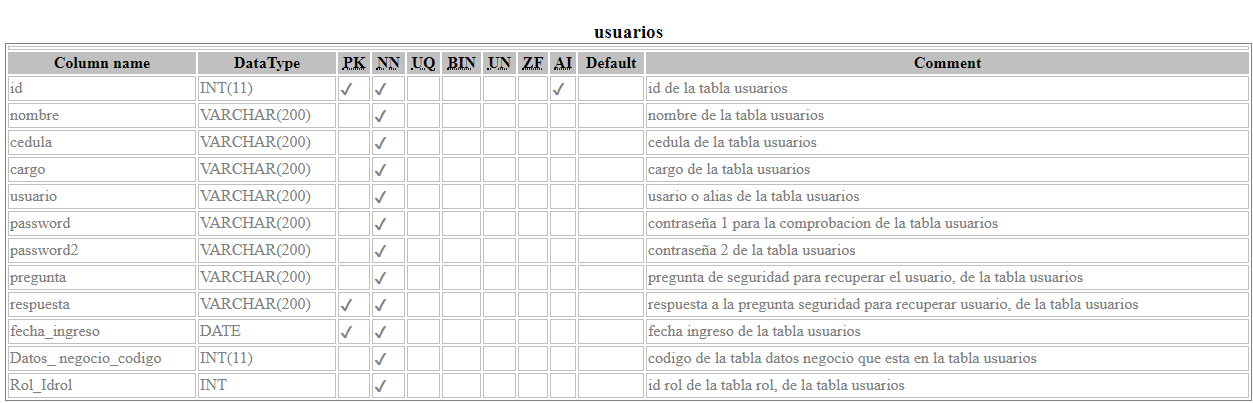 usuarios
Column name DataType PK NN UQ BIN UN ZF AI Default Comment
id INT(11) ✓ ✓ ✓ id de la tabla usuarios
nombre VARCHAR(200) ✓ nombre de la tabla usuarios
cedula VARCHAR(200) ✓ cedula de la tabla usuarios
cargo VARCHAR(200) ✓ cargo de la tabla usuarios
usuario VARCHAR(200) ✓ usario o alias de la tabla usuarios
password VARCHAR(200) ✓ contraseña 1 para la comprobacion de la tabla usuarios
password2 VARCHAR(200) ✓ contraseña 2 de la tabla usuarios
pregunta VARCHAR(200) ✓ pregunta de seguridad para recuperar el usuario, de la tabla usuarios
respuesta VARCHAR(200) ✓ ✓ respuesta a la pregunta seguridad para recuperar usuario, de la tabla usuarios
fecha_ingreso DATE ✓ ✓ fecha ingreso de la tabla usuarios
Datos_ negocio_codigo INT(11) ✓ codigo de la tabla datos negocio que esta en la tabla usuarios
Rol_Idrol INT ✓ id rol de la tabla rol, de la tabla usuarios